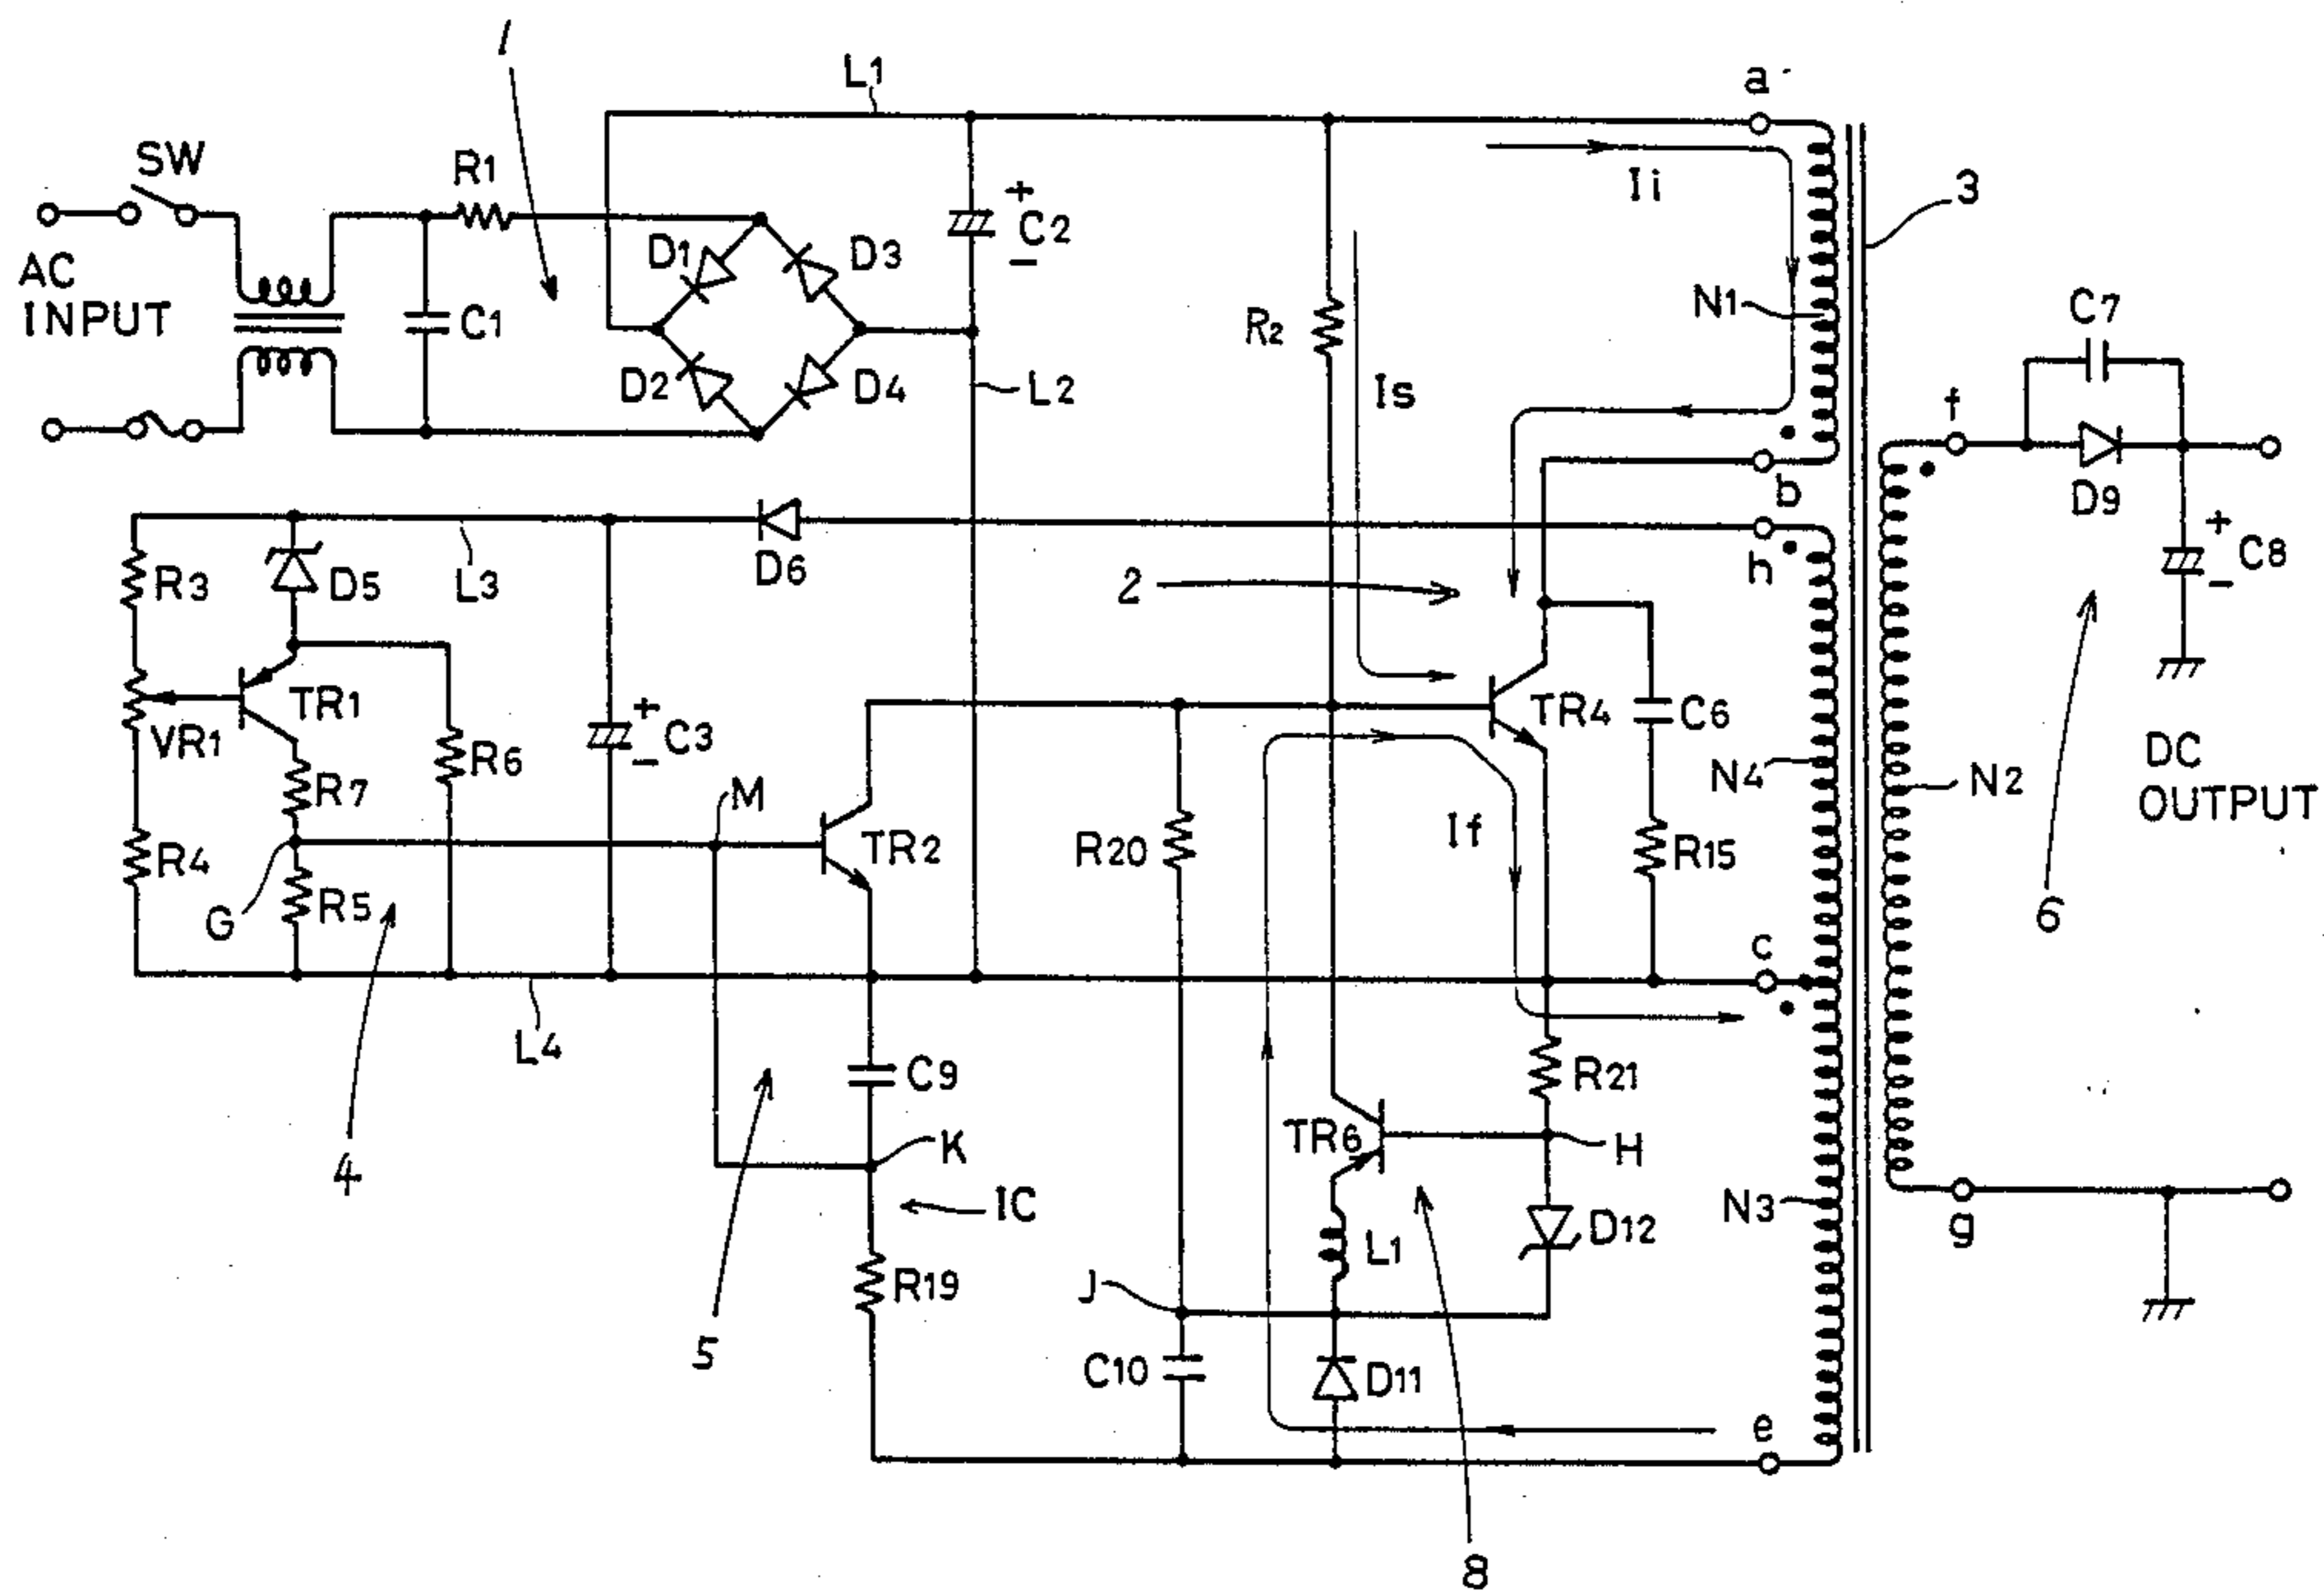 1
L1
a
SW
R1
Ii
3
+
C2
−
D1
D3
AC
INPUT
C1
N1
C7
R2
D2
D4
L2
Is
f
b
D9
+
C8
−
h
D6
2
R3
D5
L3
TR1
VR1
+
C3
−
TR4
C6
R6
R7
M
N4
N2
DC
OUTPUT
R4
TR2
R20
If
R15
G
R5
6
c
L4
C9
R21
TR6
K
H
4
IC
N3
g
L1
D12
R19
J
5
C10
D11
e
8